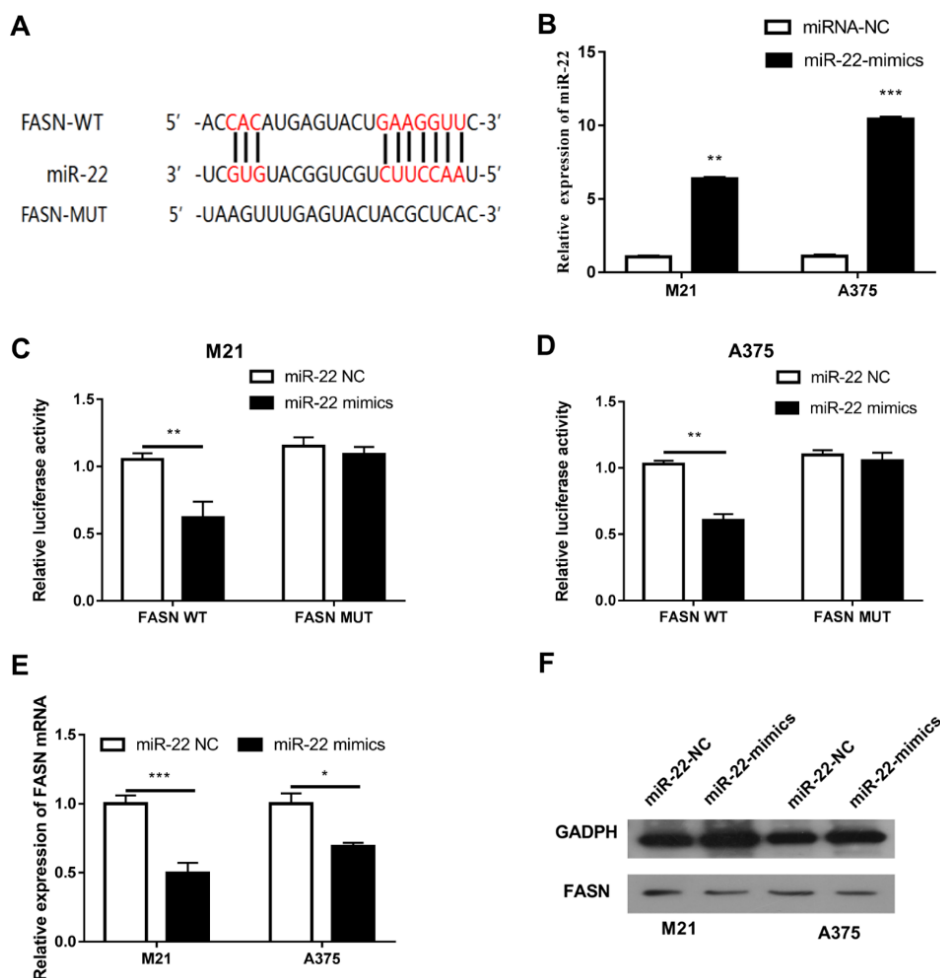 A
FASN-WT 5′ -ACCACAUGAGUACUGAAGGUUC-3′
miR-22 3′ -UCGUGUACGGUCGUCUUCCAAU-5′
FASN-MUT 5′ -UAAGUUUGAGUACUACGCUCAC-3′
B
miRNA-NC
miR-22-mimics
Relative expression of miR-22
15
10
5
0
**
***
M21 A375
C
M21
miR-22 NC
miR-22 mimics
Relative luciferase activity
1.5
1.0
0.5
0.0
**
FASN WT FASN MUT
D
A375
miR-22 NC
miR-22 mimics
Relative luciferase activity
1.5
1.0
0.5
0.0
**
FASN WT FASN MUT
E
Relative expression of FASN mRNA
miR-22 NC miR-22 mimics
1.5
1.0
0.5
0.0
***
*
M21 A375
F
miR-22-NC
miR-22-mimics
miR-22-NC
miR-22-mimics
GADPH
FASN
M21 A375